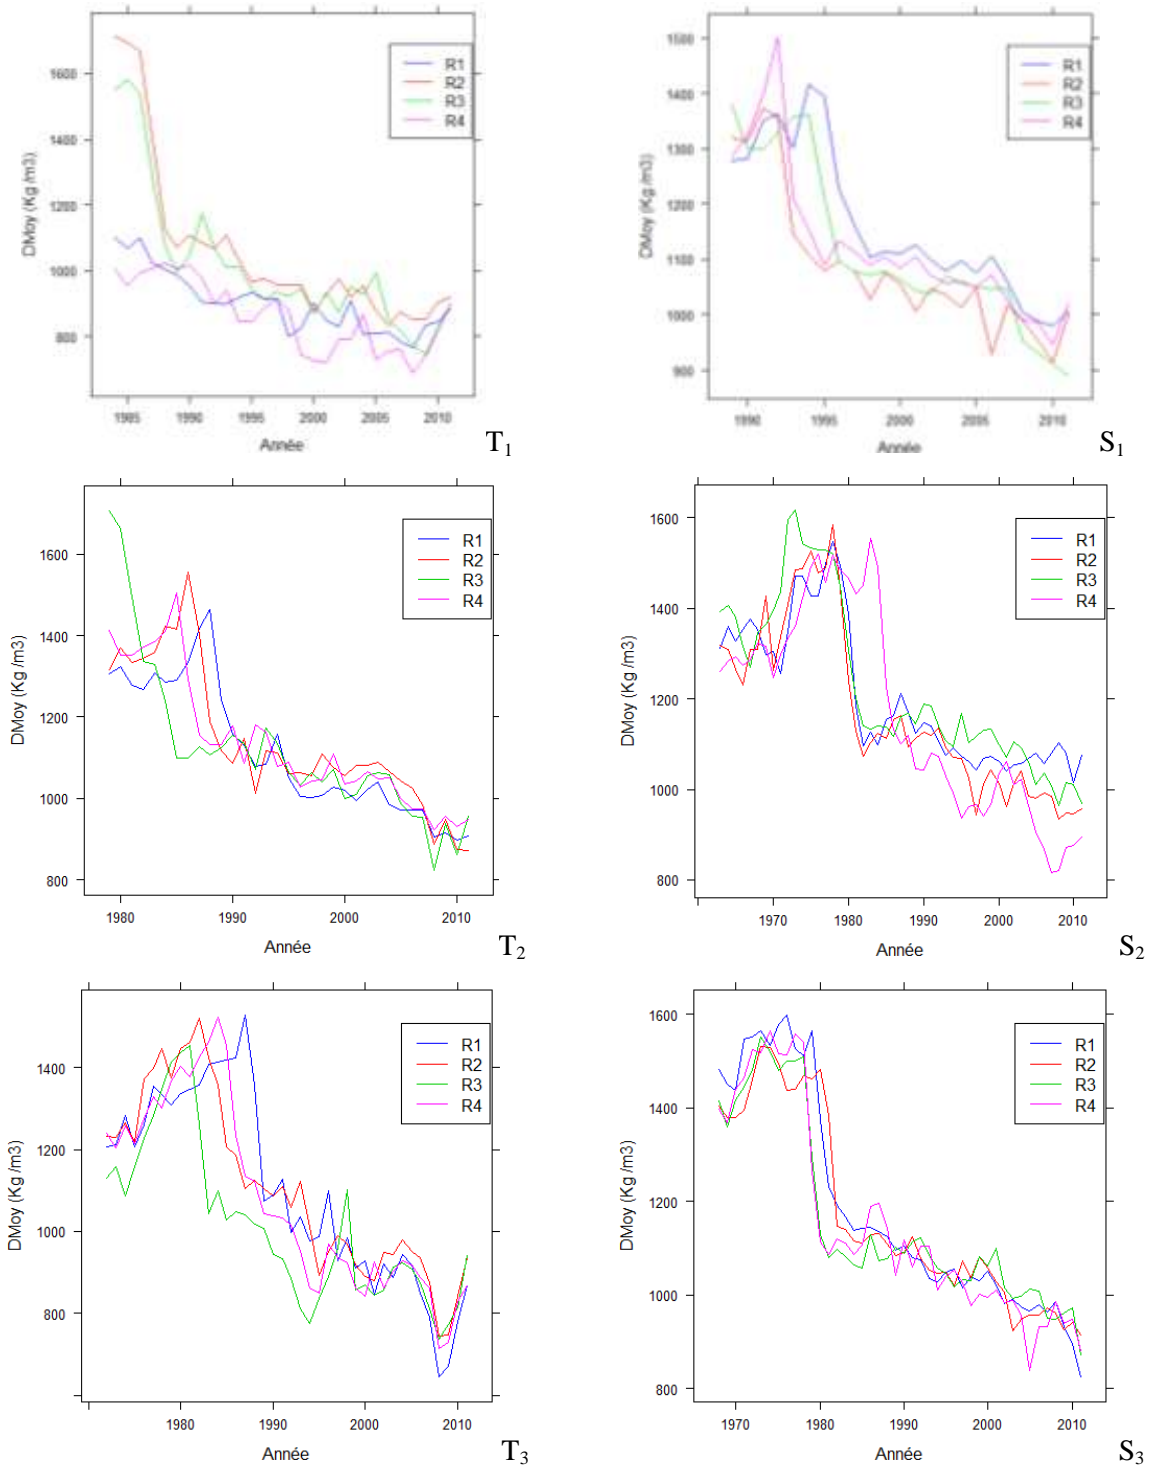 DMoy (Kg /m3)
1600
1400
1200
1000
800
R1
R2
R3
R4
1985
1990
1995
2000
2005
2010
Année
T1
DMoy (Kg /m3)
1500
1400
1300
1200
1100
1000
900
R1
R2
R3
R4
1990
1995
2000
2005
2010
Année
S1
DMoy (Kg /m3)
1600
1400
1200
1000
800
R1
R2
R3
R4
1980
1990
2000
2010
Année
T2
DMoy (Kg /m3)
1600
1400
1200
1000
800
R1
R2
R3
R4
1970
1980
1990
2000
2010
Année
S2
DMoy (Kg /m3)
1400
1200
1000
800
R1
R2
R3
R4
1980
1990
2000
2010
Année
T3
DMoy (Kg /m3)
1600
1400
1200
1000
800
R1
R2
R3
R4
1970
1980
1990
2000
2010
Année
S3